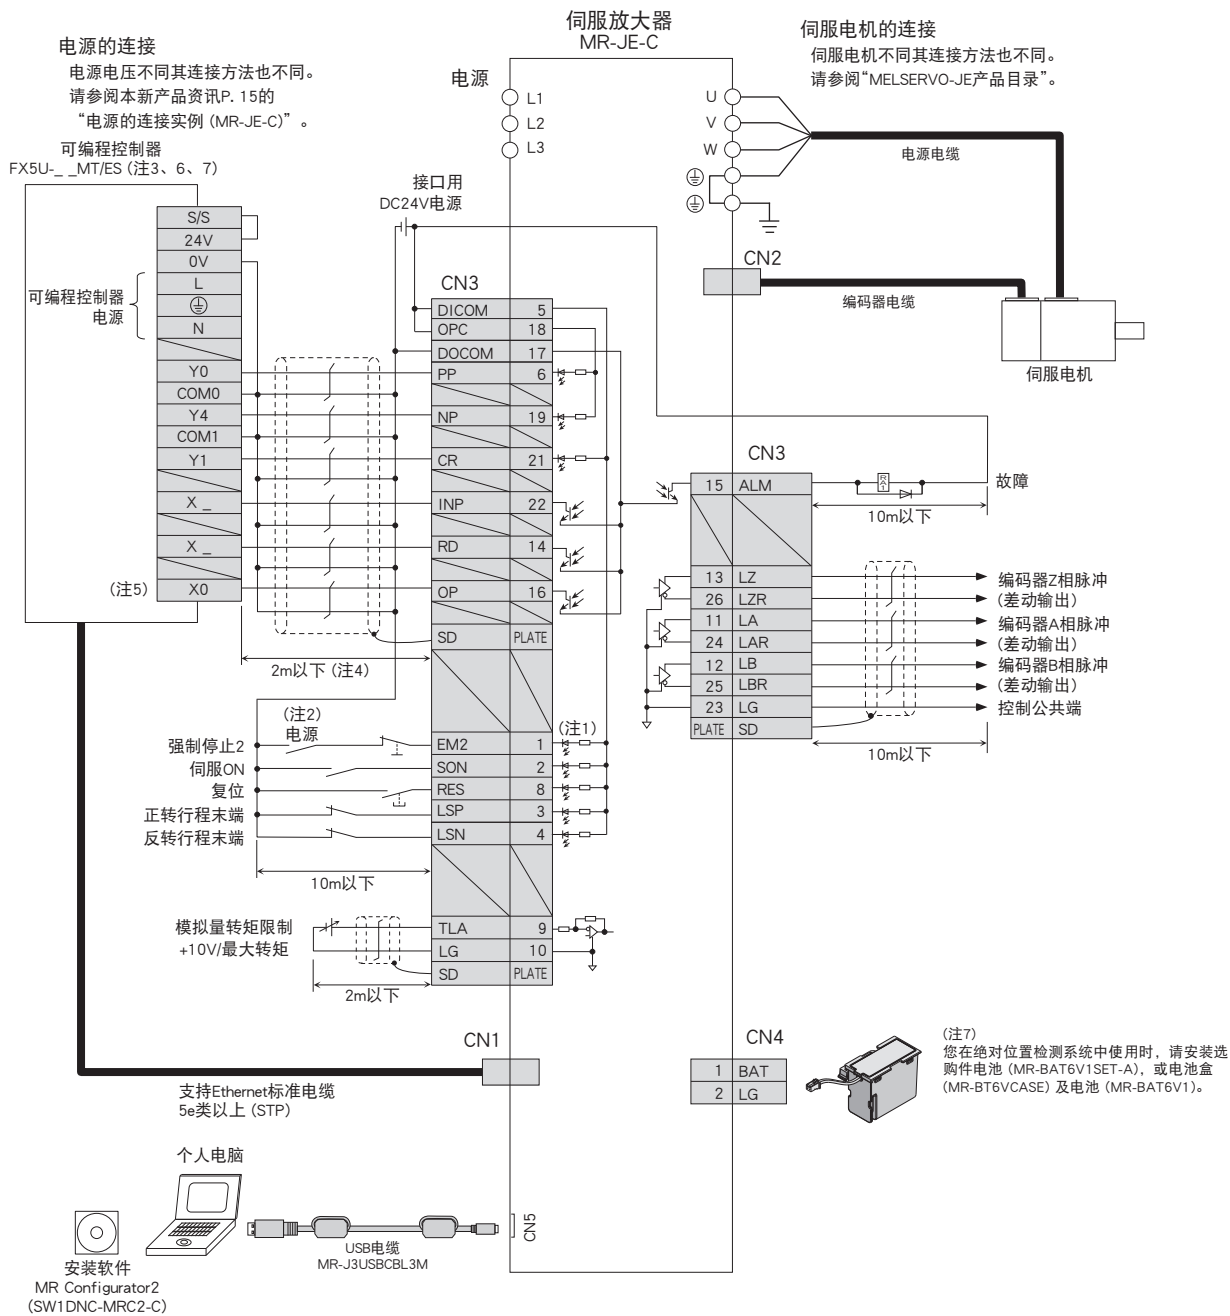 伺服放大器
MR-JE-C
电源的连接
电源电压不同其连接方法也不同。
请参阅本新产品资讯P. 15的
“电源的连接实例 (MR-JE-C)”。
伺服电机的连接
伺服电机不同其连接方法也不同。
请参阅“MELSERVO-JE产品目录”。
可编程控制器
FX5U-_ _MT/ES (注3、6、7)
电源
L1
L2
L3
U
V
W
电源电缆
接口用
DC24V电源
CN2
编码器电缆
伺服电机
S/S
24V
0V
L
N
可编程控制器
电源
Y0
COM0
Y4
COM1
Y1
X _
X _
(注5)
X0
2m以下 (注4)
CN3
DICOM 5
OPC 18
DOCOM 17
PP 6
NP 19
CR 21
INP 22
RD 14
OP 16
SD PLATE
(注2)
电源
(注1)
强制停止2
EM2 1
伺服ON
SON 2
复位
RES 8
正转行程末端
LSP 3
反转行程末端
LSN 4
10m以下
模拟量转矩限制
+10V/最大转矩
TLA 9
LG 10
SD PLATE
2m以下
CN3
15 ALM
RA1
故障
10m以下
13 LZ
26 LZR
11 LA
24 LAR
12 LB
25 LBR
23 LG
PLATE SD
编码器Z相脉冲
(差动输出)
编码器A相脉冲
(差动输出)
编码器B相脉冲
(差动输出)
控制公共端
10m以下
CN1
支持Ethernet标准电缆
5e类以上 (STP)
CN4
1 BAT
2 LG
(注7)
您在绝对位置检测系统中使用时，请安装选
购件电池 (MR-BAT6V1SET-A)，或电池盒
(MR-BT6VCASE) 及电池 (MR-BAT6V1)。
个人电脑
CN5
USB电缆
MR-J3USBCBL3M
安装软件
MR Configurator2
(SW1DNC-MRC2-C)